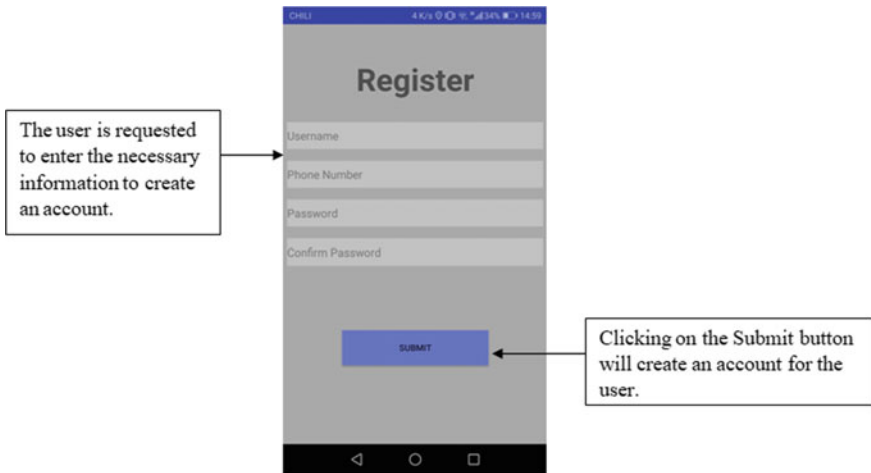 CHILI 4 K/s 34% 14:59
Register
The user is requested
to enter the necessary
information to create
an account.
Username
Phone Number
Password
Confirm Password
SUBMIT
Clicking on the Submit button
will create an account for the
user.